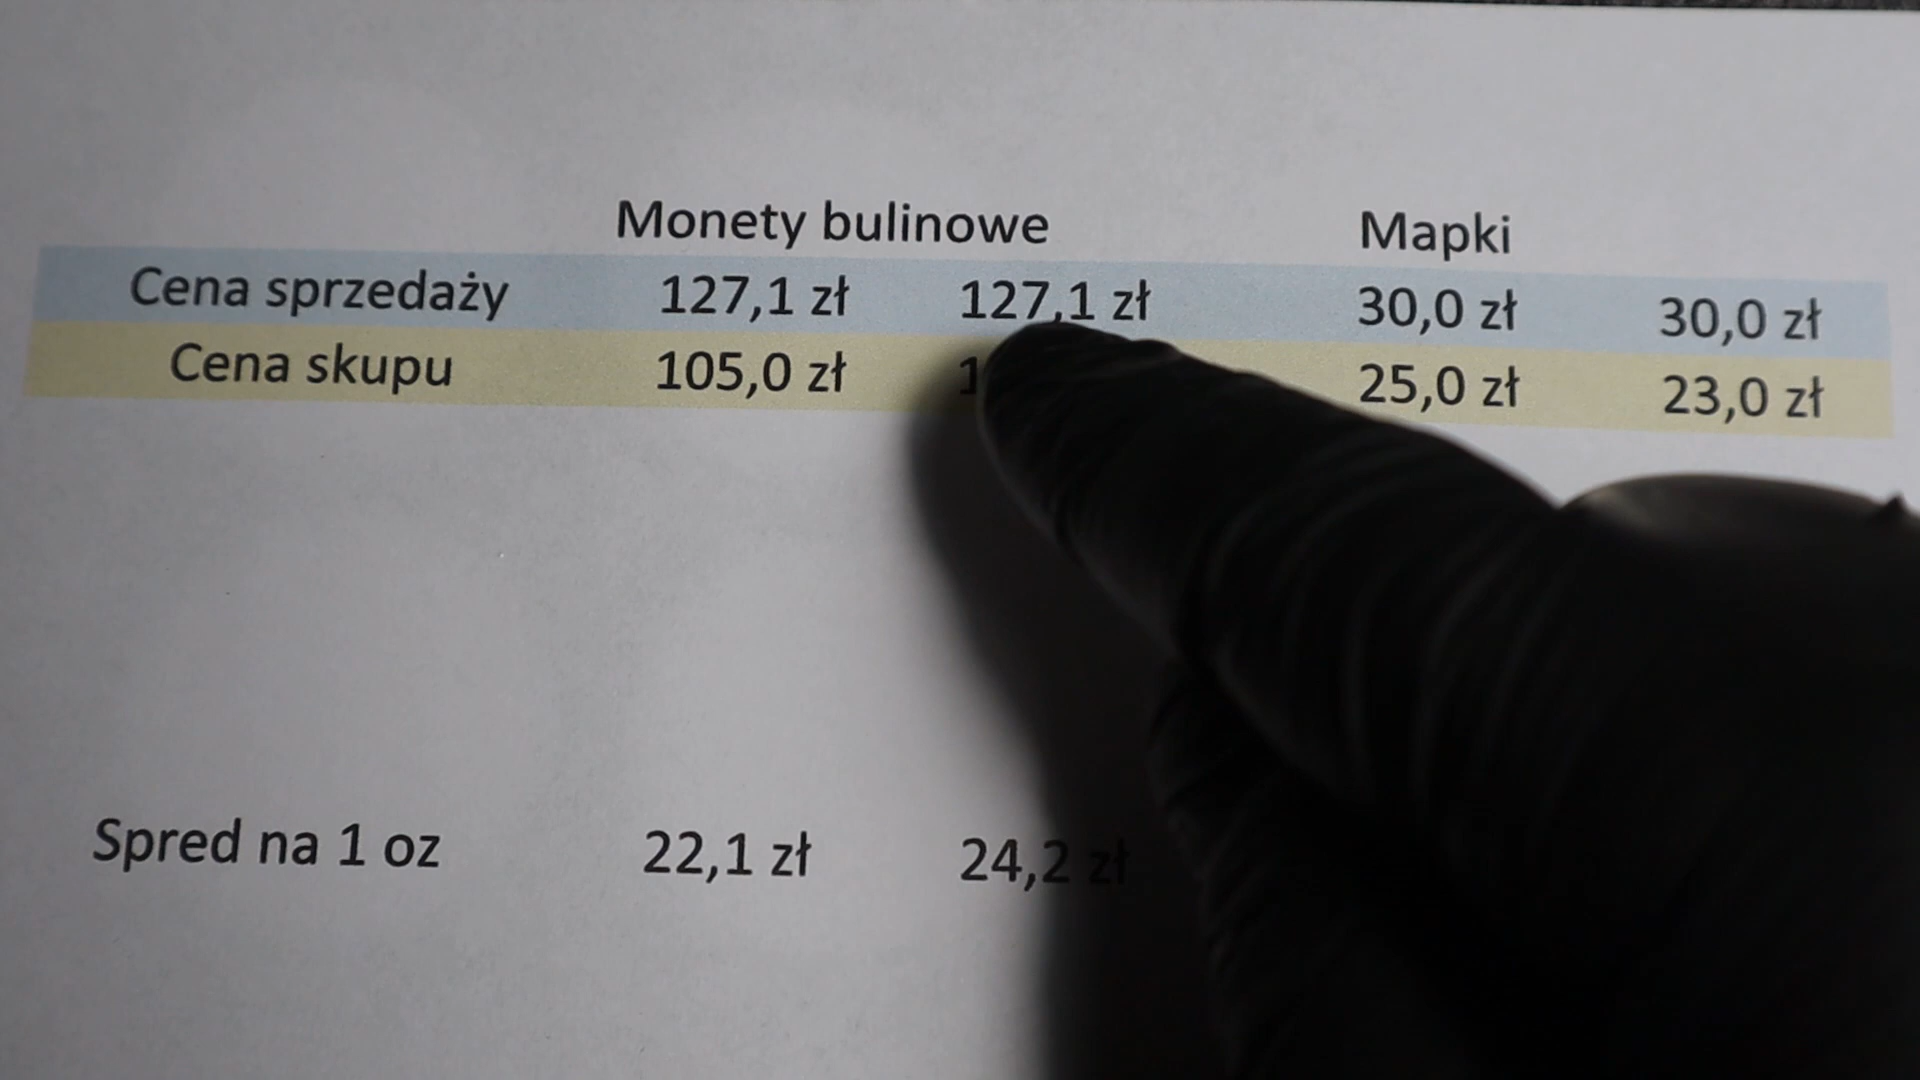 Monety bulinowe Mapki
Cena sprzedaży 127,1 zł 127,1 zł 30,0 zł 30,0 zł
Cena skupu 105,0 zł 25,0 zł 23,0 zł
Spred na 1 oz 22,1 zł 24,2 zł